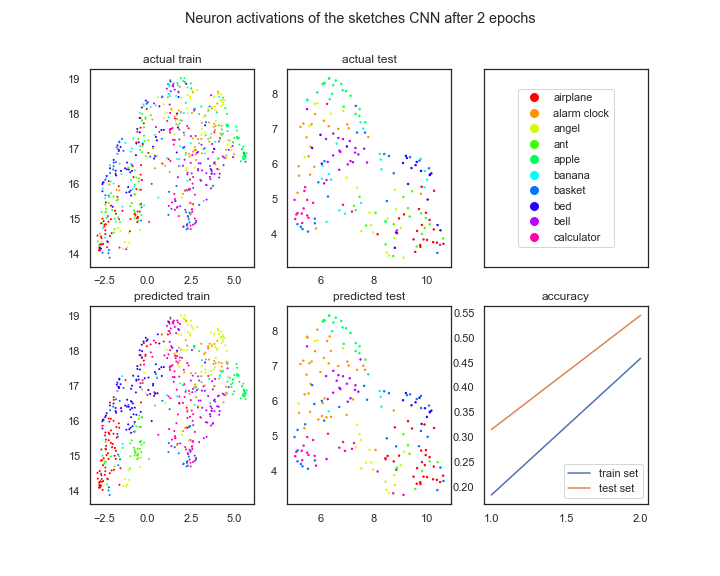 Neuron activations of the sketches CNN after 2 epochs
actual train
19
18
17
16
15
14
−2.5 0.0 2.5 5.0
actual test
8
7
6
5
4
6 8 10
airplane
alarm clock
angel
ant
apple
banana
basket
bed
bell
calculator
predicted train
19
18
17
16
15
14
−2.5 0.0 2.5 5.0
predicted test
8
7
6
5
4
6 8 10
accuracy
0.55
0.50
0.45
0.40
0.35
0.30
0.25
0.20
train set
test set
1.0 1.5 2.0